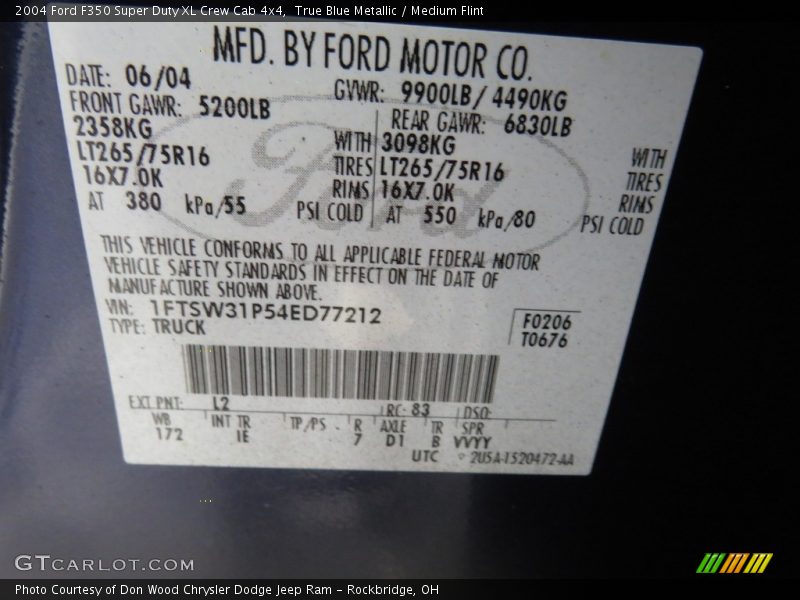 2004 Ford F350 Super Duty XL Crew Cab 4x4, True Blue Metallic / Medium Flint
MFD. BY FORD MOTOR CO.
DATE: 06/04 GVWR: 9900LB/ 4490KG
FRONT GAWR: 5200LB REAR GAWR: 6830LB
2358KG WITH 3098KG WITH
LT265/75R16 TIRES LT265/75R16 TIRES
16X7.0K RIMS 16X7.0K RIMS
AT 380 kPa/55 PSI COLD AT 550 kPa/80 PSI COLD
Ford
THIS VEHICLE CONFORMS TO ALL APPLICABLE FEDERAL MOTOR
VEHICLE SAFETY STANDARDS IN EFFECT ON THE DATE OF
MANUFACTURE SHOWN ABOVE.
VIN: 1FTSW31P54ED77212 F0206
TYPE: TRUCK T0676
EXT PNT: L2 RC: 83 DSO:
WB INT TR TP/PS R AXLE TR SPR
172 IE 7 D1 B VVYY
UTC 2U5A-1520472-AA
GTCARLOT.COM
Photo Courtesy of Don Wood Chrysler Dodge Jeep Ram – Rockbridge, OH